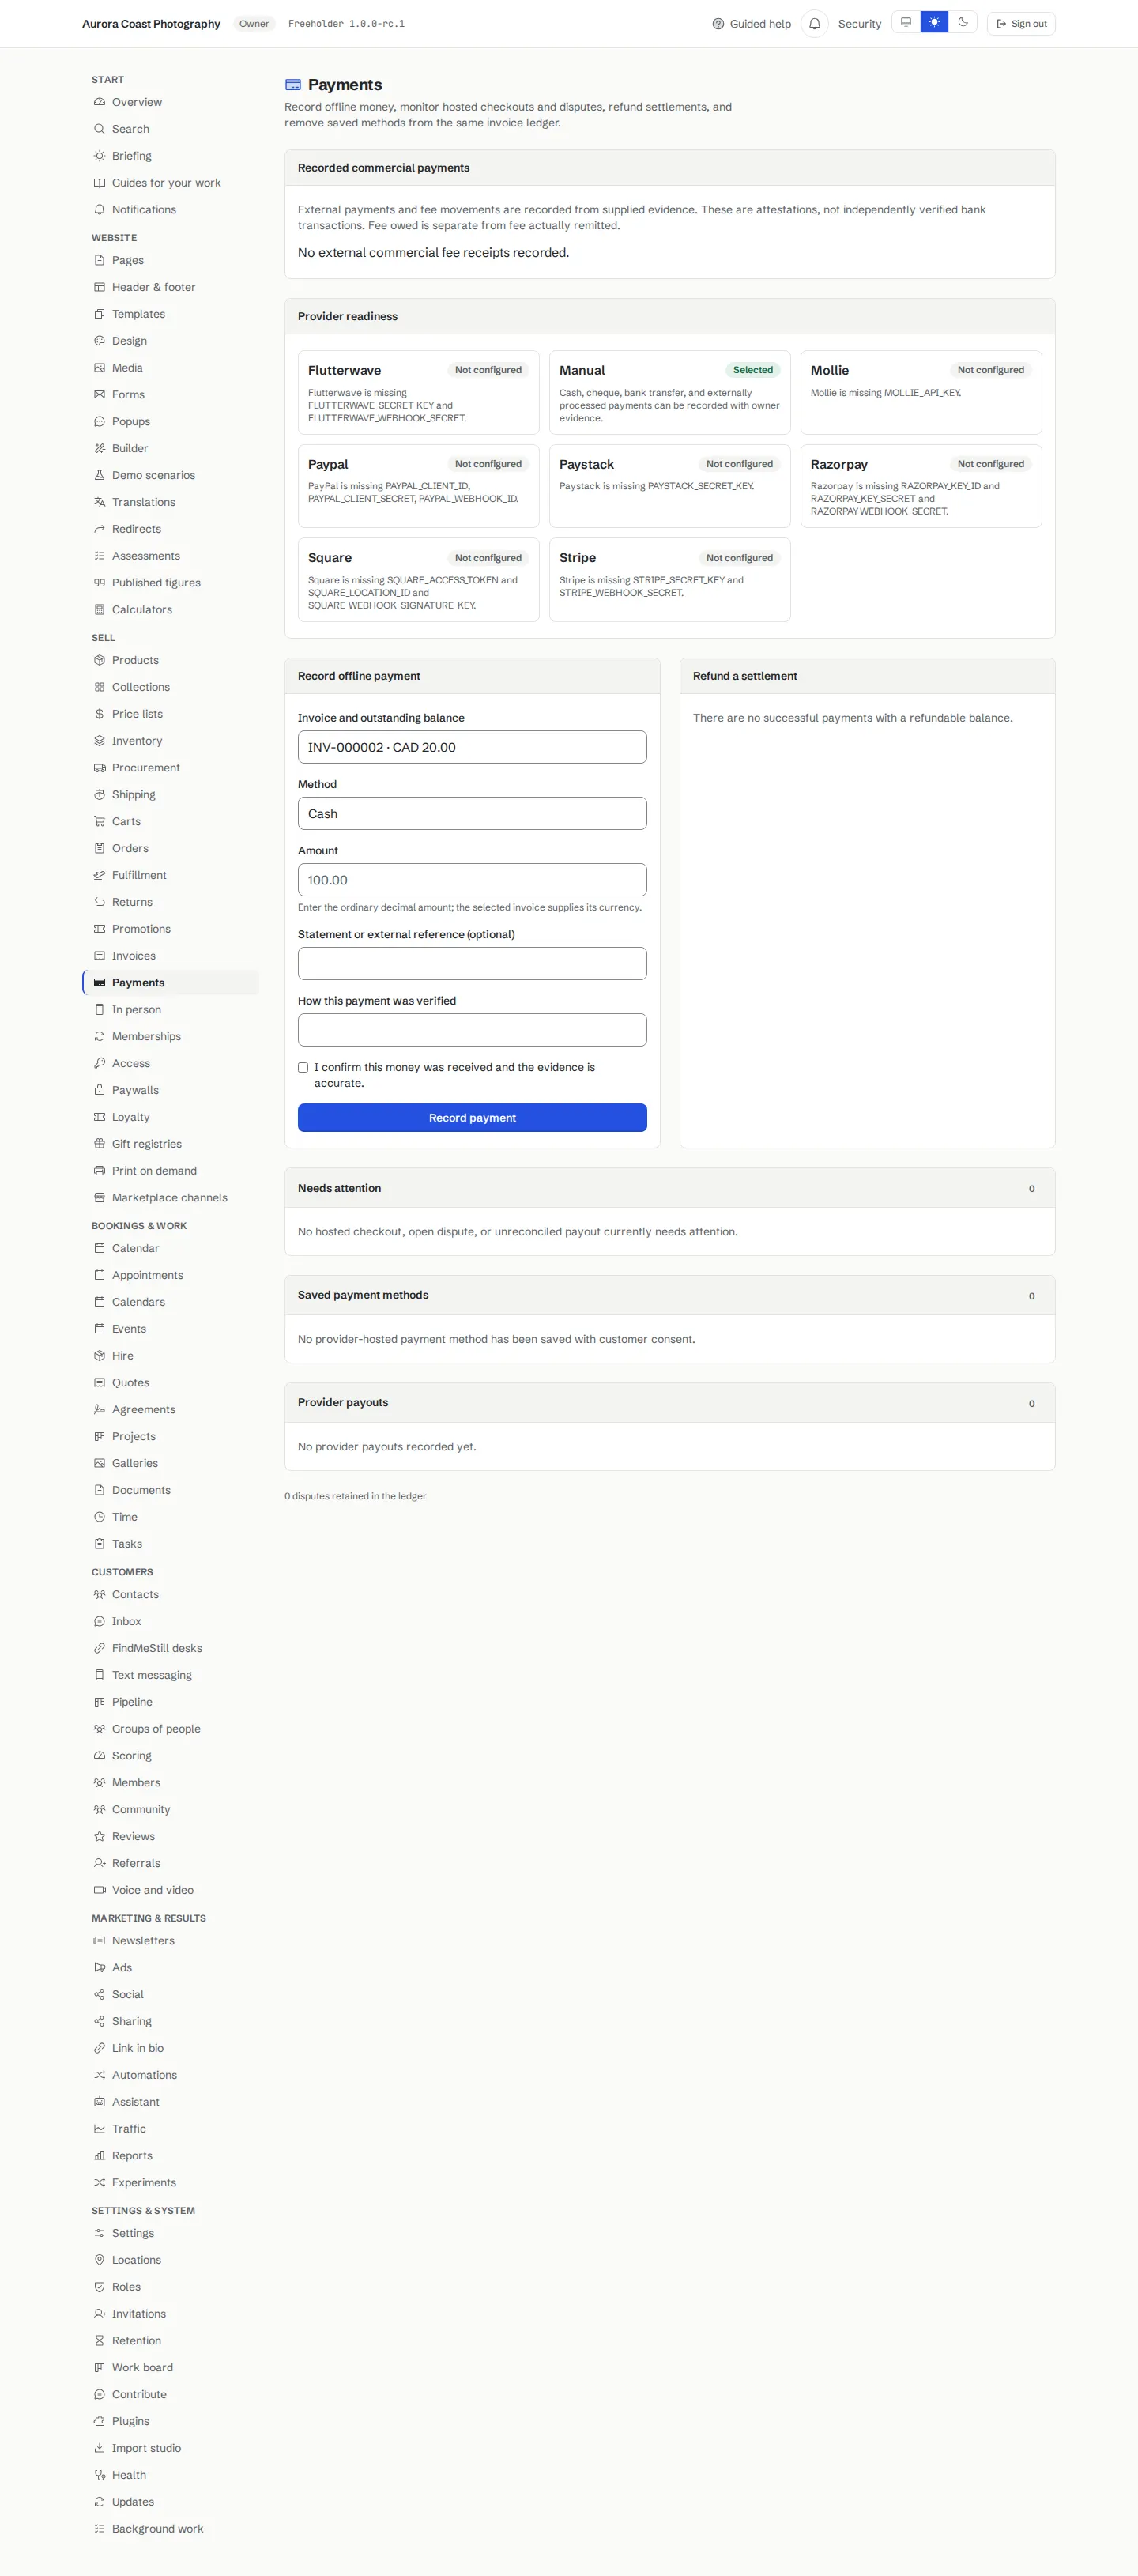 Aurora Coast Photography
Owner
Freeholder 1.0.0-rc.1
Guided help
Security
Sign out
START
Overview
Search
Briefing
Guides for your work
Notifications
WEBSITE
Pages
Header & footer
Templates
Design
Media
Forms
Popups
Builder
Demo scenarios
Translations
Redirects
Assessments
Published figures
Calculators
SELL
Products
Collections
Price lists
Inventory
Procurement
Shipping
Carts
Orders
Fulfillment
Returns
Promotions
Invoices
Payments
In person
Memberships
Access
Paywalls
Loyalty
Gift registries
Print on demand
Marketplace channels
BOOKINGS & WORK
Calendar
Appointments
Calendars
Events
Hire
Quotes
Agreements
Projects
Galleries
Documents
Time
Tasks
CUSTOMERS
Contacts
Inbox
FindMeStill desks
Text messaging
Pipeline
Groups of people
Scoring
Members
Community
Reviews
Referrals
Voice and video
MARKETING & RESULTS
Newsletters
Ads
Social
Sharing
Link in bio
Automations
Assistant
Traffic
Reports
Experiments
SETTINGS & SYSTEM
Settings
Locations
Roles
Invitations
Retention
Work board
Contribute
Plugins
Import studio
Health
Updates
Background work
Payments
Record offline money, monitor hosted checkouts and disputes, refund settlements, and
remove saved methods from the same invoice ledger.
Recorded commercial payments
External payments and fee movements are recorded from supplied evidence. These are attestations, not independently verified bank
transactions. Fee owed is separate from fee actually remitted.
No external commercial fee receipts recorded.
Provider readiness
Flutterwave
Not configured
Flutterwave is missing
FLUTTERWAVE_SECRET_KEY and
FLUTTERWAVE_WEBHOOK_SECRET.
Manual
Selected
Cash, cheque, bank transfer, and externally
processed payments can be recorded with owner
evidence.
Mollie
Not configured
Mollie is missing MOLLIE_API_KEY.
Paypal
Not configured
PayPal is missing PAYPAL_CLIENT_ID,
PAYPAL_CLIENT_SECRET, PAYPAL_WEBHOOK_ID.
Paystack
Not configured
Paystack is missing PAYSTACK_SECRET_KEY.
Razorpay
Not configured
Razorpay is missing RAZORPAY_KEY_ID and
RAZORPAY_KEY_SECRET and
RAZORPAY_WEBHOOK_SECRET.
Square
Not configured
Square is missing SQUARE_ACCESS_TOKEN and
SQUARE_LOCATION_ID and
SQUARE_WEBHOOK_SIGNATURE_KEY.
Stripe
Not configured
Stripe is missing STRIPE_SECRET_KEY and
STRIPE_WEBHOOK_SECRET.
Record offline payment
Invoice and outstanding balance
INV-000002 · CAD 20.00
Method
Cash
Amount
100.00
Enter the ordinary decimal amount; the selected invoice supplies its currency.
Statement or external reference (optional)
How this payment was verified
I confirm this money was received and the evidence is
accurate.
Record payment
Refund a settlement
There are no successful payments with a refundable balance.
Needs attention
0
No hosted checkout, open dispute, or unreconciled payout currently needs attention.
Saved payment methods
0
No provider-hosted payment method has been saved with customer consent.
Provider payouts
0
No provider payouts recorded yet.
0 disputes retained in the ledger